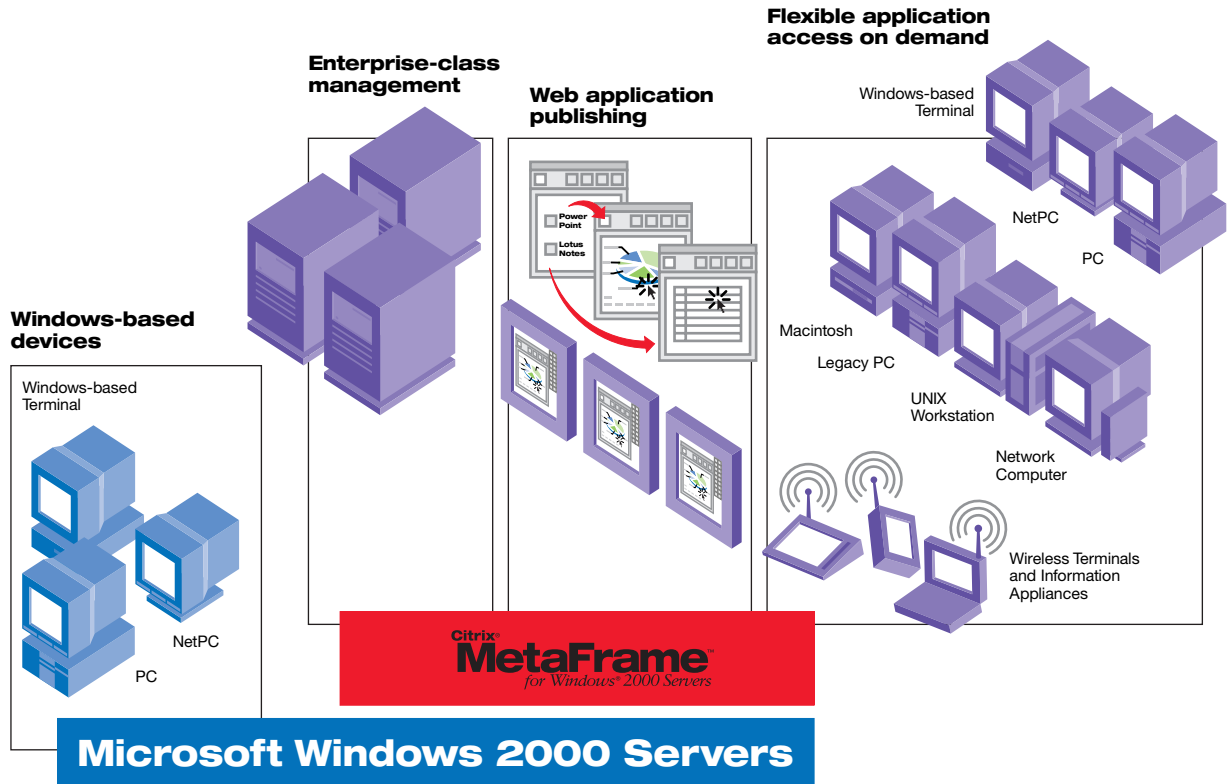 Flexible application
access on demand
Enterprise-class
management
Web application
publishing
Windows-based
Terminal
NetPC
PC
Power
Point
Lotus
Notes
Macintosh
Legacy PC
UNIX
Workstation
Network
Computer
Wireless Terminals
and Information
Appliances
Windows-based
devices
Windows-based
Terminal
NetPC
PC
Citrix®
MetaFrame™
for Windows® 2000 Servers
Microsoft Windows 2000 Servers